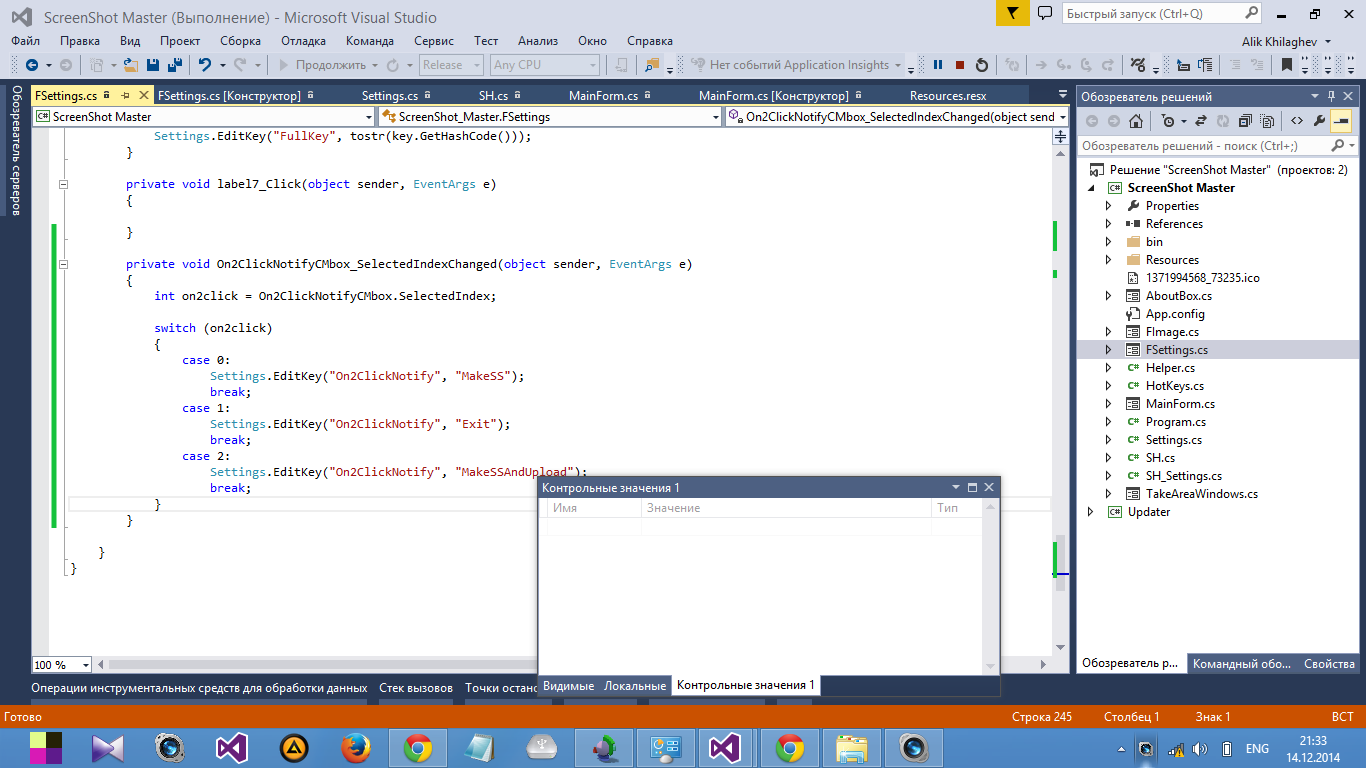 ScreenShot Master (Выполнение) - Microsoft Visual Studio
Быстрый запуск (Ctrl+Q)
Файл Правка Вид Проект Сборка Отладка Команда Сервис Тест Анализ Окно Справка
Alik Khilaghev
Продолжить Release Any CPU Нет событий Application Insights
Обозреватель серверов
FSettings.cs FSettings.cs [Конструктор] Settings.cs SH.cs MainForm.cs MainForm.cs [Конструктор] Resources.resx
ScreenShot Master ScreenShot_Master.FSettings On2ClickNotifyCMbox_SelectedIndexChanged(object send
Settings.EditKey("FullKey", tostr(key.GetHashCode()));
}
private void label7_Click(object sender, EventArgs e)
{
}
private void On2ClickNotifyCMbox_SelectedIndexChanged(object sender, EventArgs e)
{
int on2click = On2ClickNotifyCMbox.SelectedIndex;
switch (on2click)
{
case 0:
Settings.EditKey("On2ClickNotify", "MakeSS");
break;
case 1:
Settings.EditKey("On2ClickNotify", "Exit");
break;
case 2:
Settings.EditKey("On2ClickNotify", "MakeSSAndUpload");
break;
}
}
}
}
100 %
Контрольные значения 1
Имя Значение Тип
Видимые Локальные Контрольные значения 1
Обозреватель решений
Обозреватель решений - поиск (Ctrl+;)
Решение "ScreenShot Master" (проектов: 2)
C# ScreenShot Master
Properties
References
bin
Resources
1371994568_73235.ico
AboutBox.cs
App.config
FImage.cs
FSettings.cs
C# Helper.cs
C# HotKeys.cs
MainForm.cs
C# Program.cs
C# Settings.cs
C# SH.cs
C# SH_Settings.cs
TakeAreaWindows.cs
C# Updater
Обозреватель р... Командный обо... Свойства
Операции инструментальных средств для обработки данных Стек вызовов Точки остано
Готово Строка 245 Столбец 1 Знак 1 ВСТ
ENG
21:33
14.12.2014